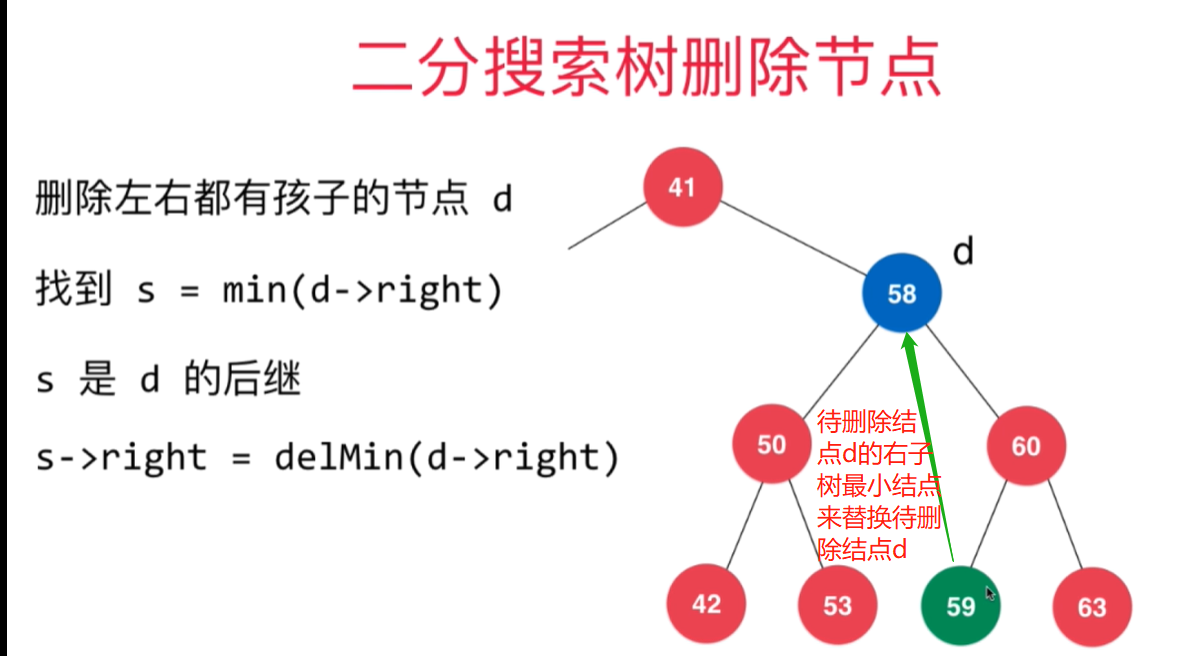 二分搜索树删除节点
删除左右都有孩子的节点 d
找到 s = min(d->right)
s 是 d 的后继
s->right = delMin(d->right)
41
d
58
50
60
待删除结
点d的右子
树最小结点
来替换待删
除结点d
42
53
59
63